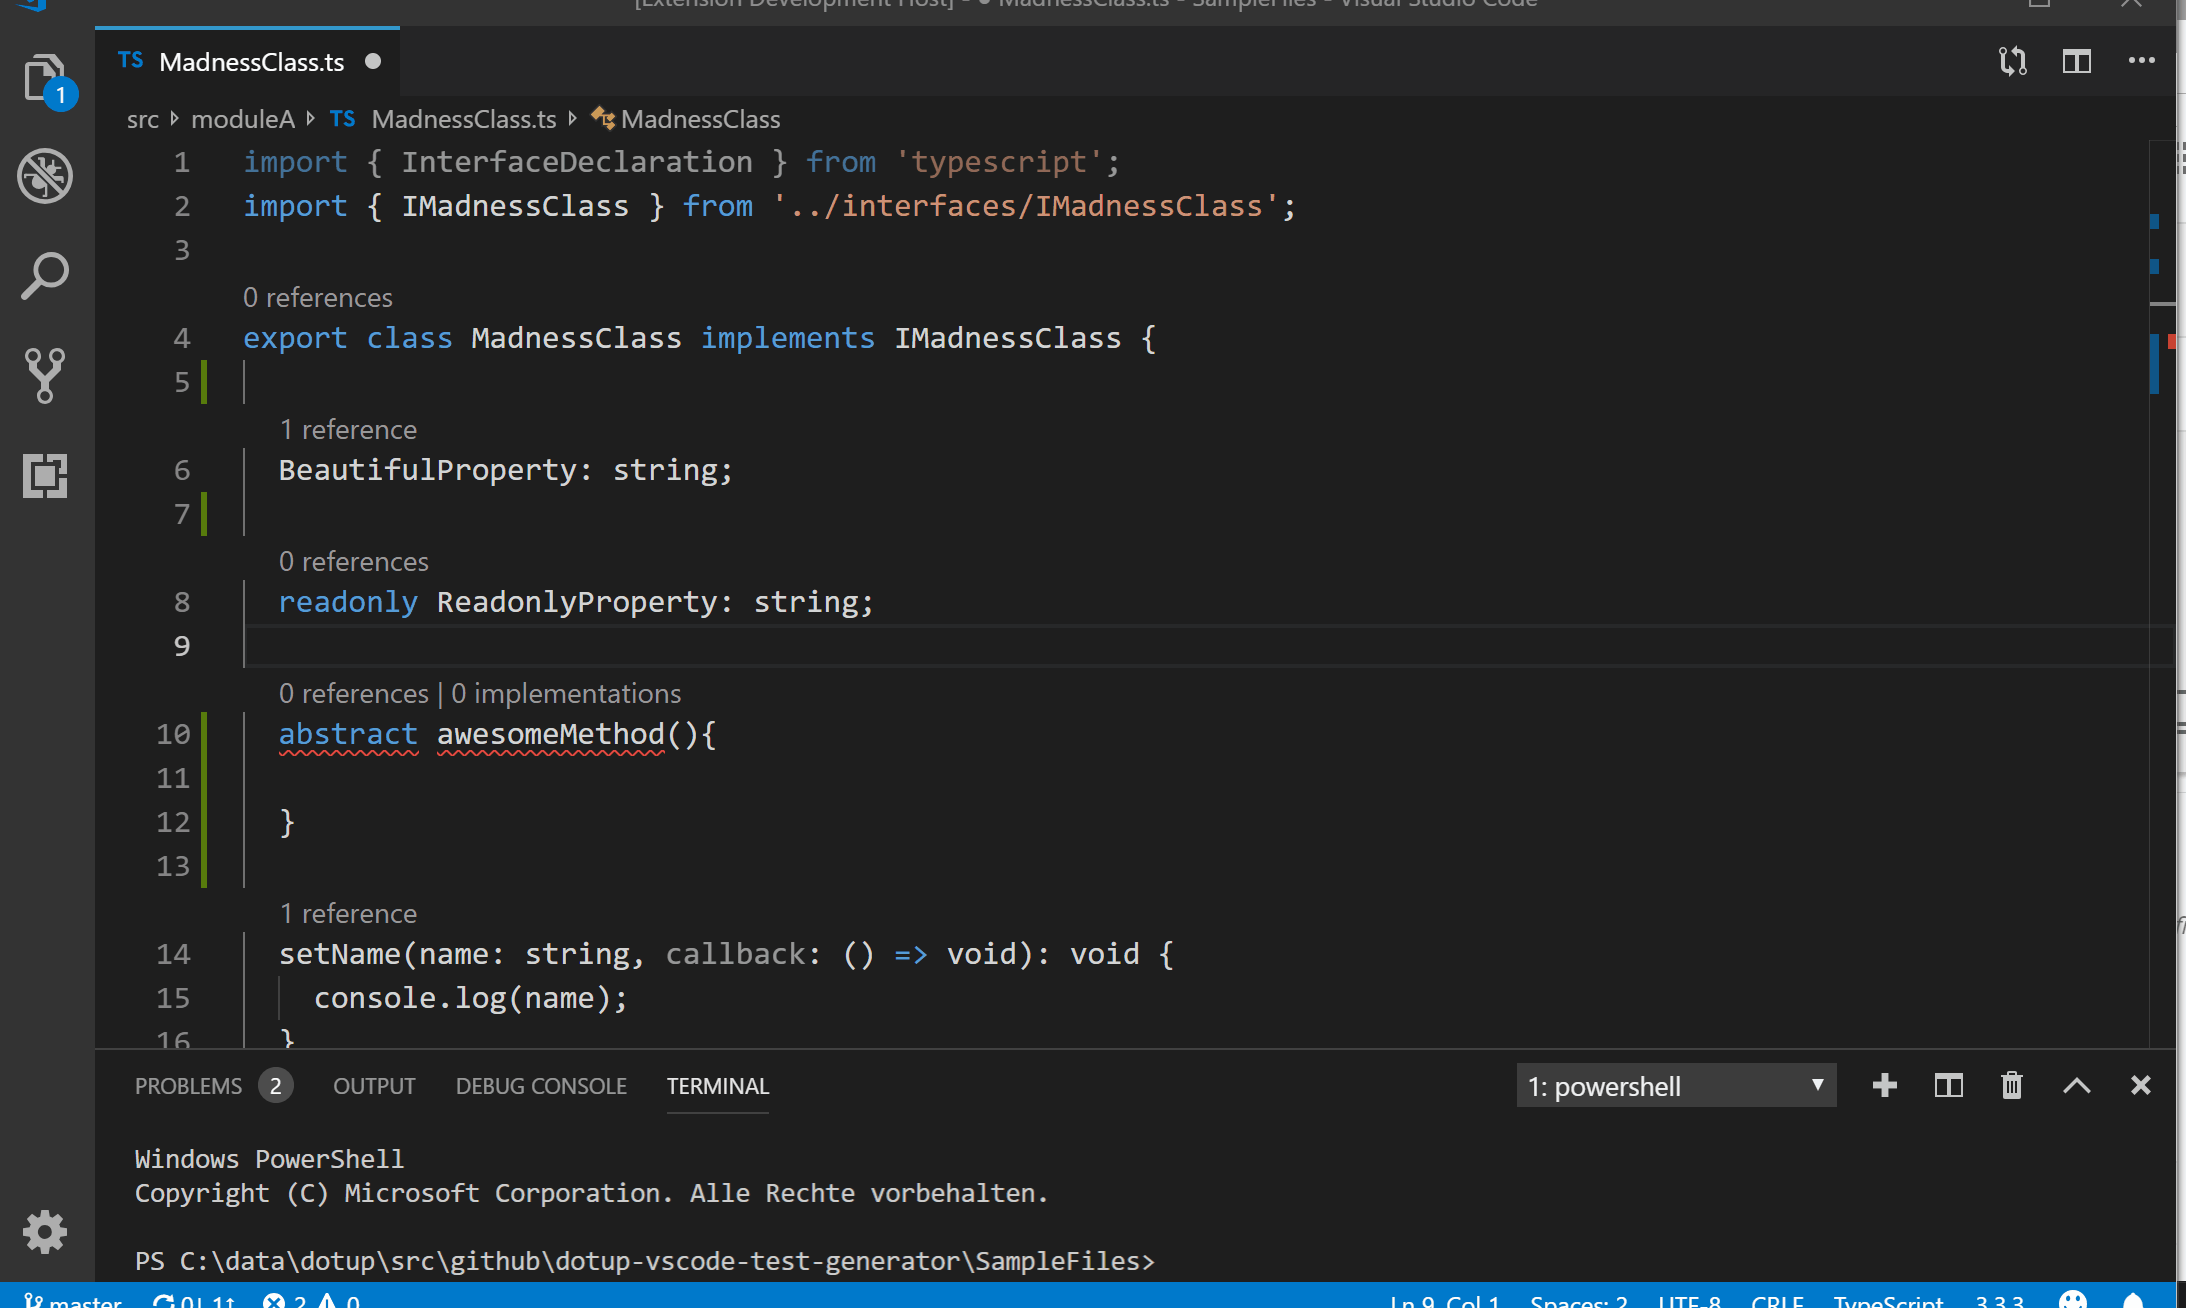 [Extension Development Host] - ● MadnessClass.ts - SampleFiles - Visual Studio Code
TS MadnessClass.ts ●
1
src moduleA TS MadnessClass.ts MadnessClass
1 import { InterfaceDeclaration } from 'typescript';
2 import { IMadnessClass } from '../interfaces/IMadnessClass';
3
0 references
4 export class MadnessClass implements IMadnessClass {
5
1 reference
6 BeautifulProperty: string;
7
0 references
8 readonly ReadonlyProperty: string;
9
0 references | 0 implementations
10 abstract awesomeMethod(){
11
12 }
13
1 reference
14 setName(name: string, callback: () => void): void {
15 console.log(name);
16 }
PROBLEMS 2 OUTPUT DEBUG CONSOLE TERMINAL 1: powershell
Windows PowerShell
Copyright (C) Microsoft Corporation. Alle Rechte vorbehalten.
PS C:\data\dotup\src\github\dotup-vscode-test-generator\SampleFiles>
master 0↓ 1↑ 2 0 Ln 9, Col 1 Spaces: 2 UTF-8 CRLF TypeScript 3.3.3